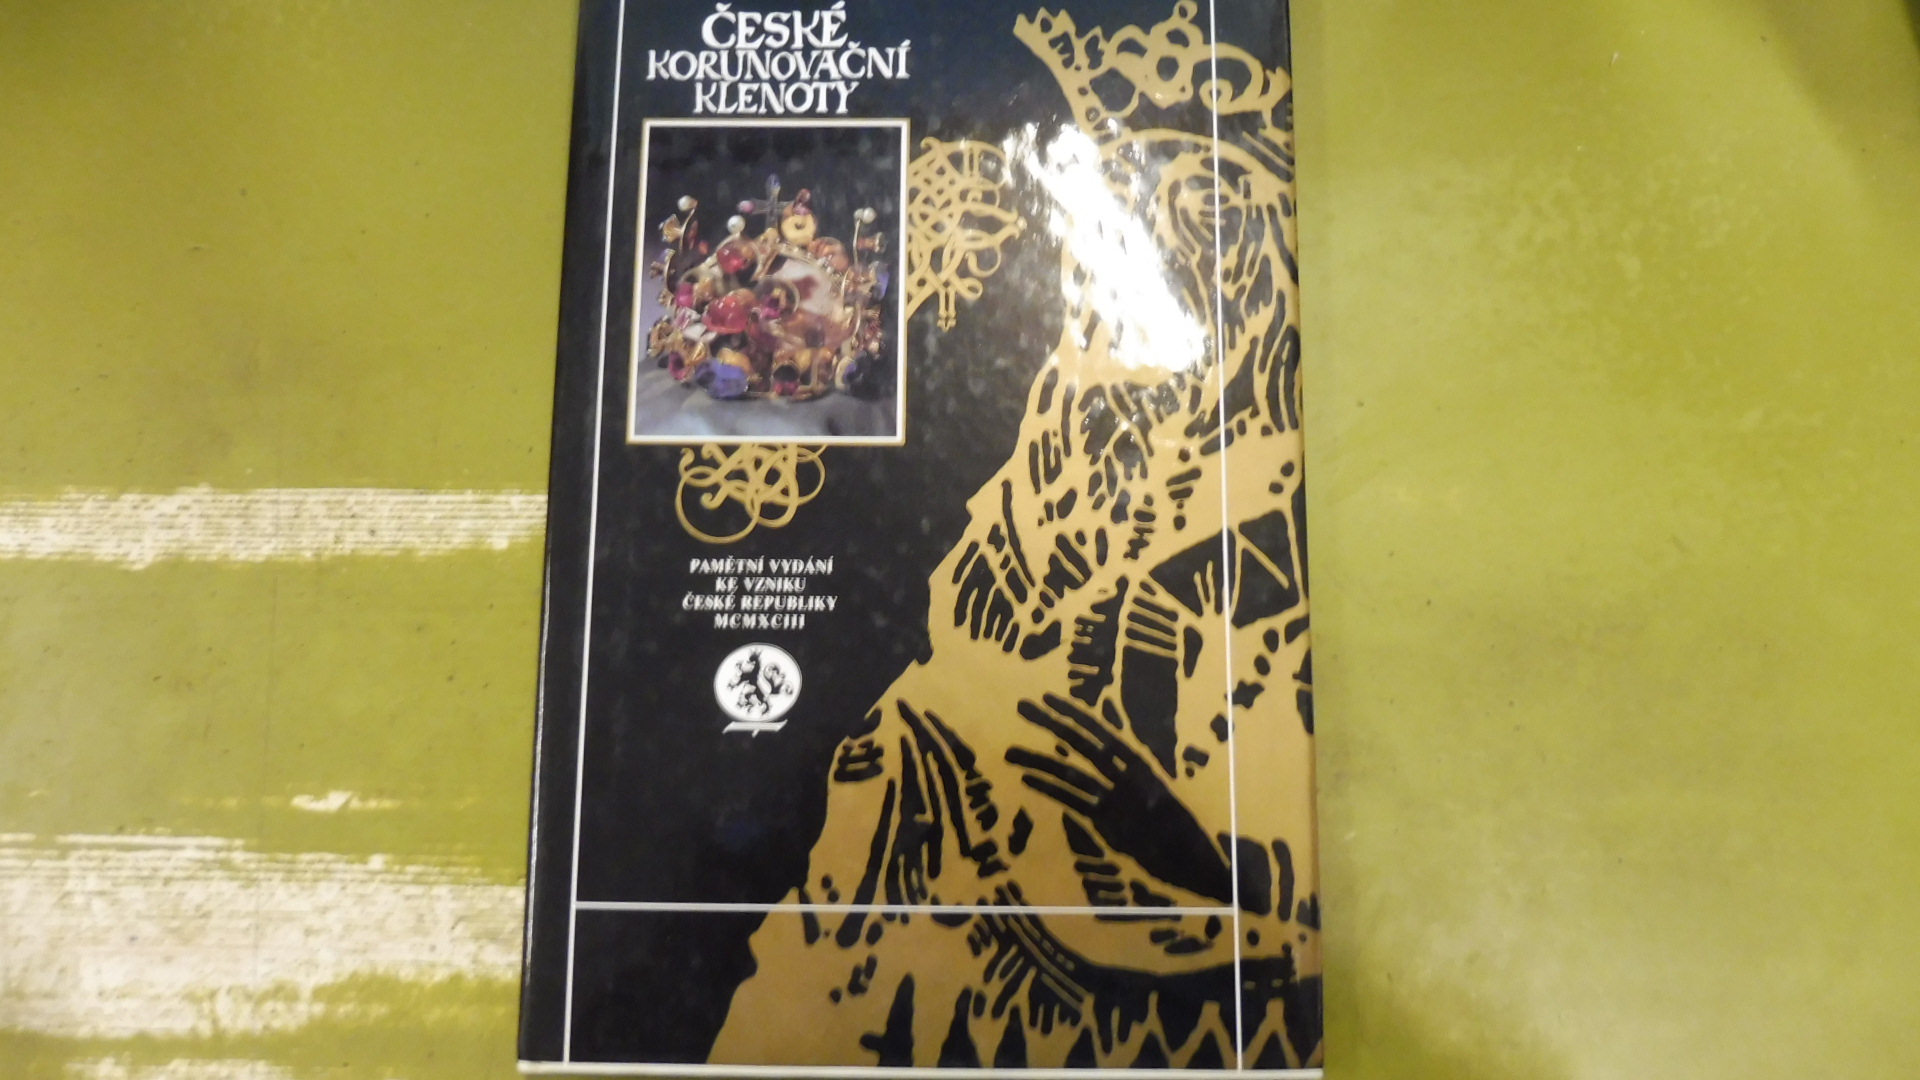 ČESKÉ
KORUNOVAČNÍ
KLENOTY
PAMĚTNÍ VYDÁNÍ
KE VZNIKU
ČESKÉ REPUBLIKY
MCMXCIII